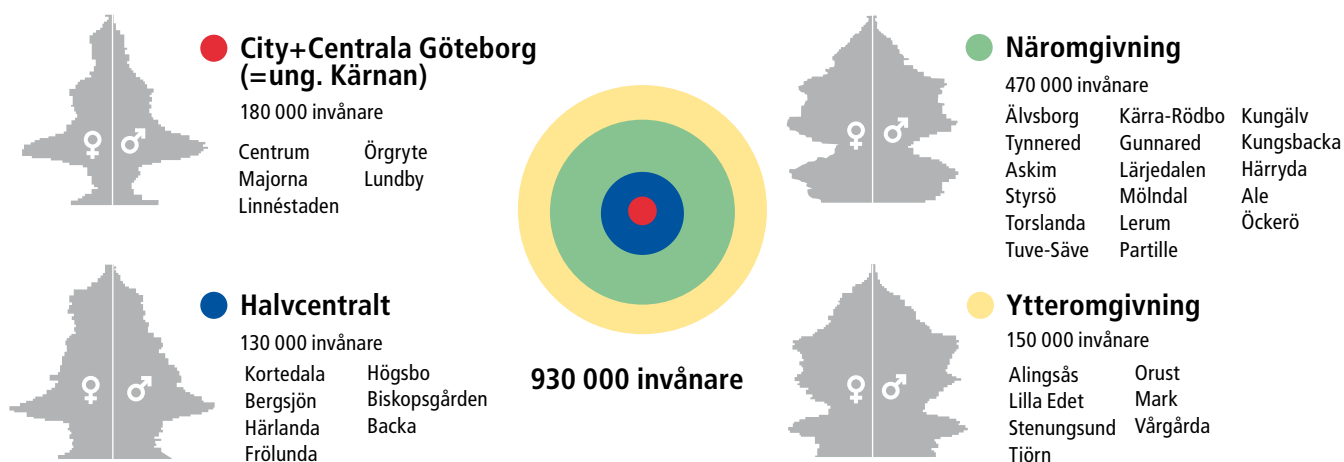 City+Centrala Göteborg
(=ung. Kärnan)
180 000 invånare
Centrum
Majorna
Linnéstaden
Örgryte
Lundby
Halvcentralt
130 000 invånare
Kortedala
Bergsjön
Härlanda
Frölunda
Högsbo
Biskopsgården
Backa
930 000 invånare
Näromgivning
470 000 invånare
Älvsborg
Tynnered
Askim
Styrsö
Torslanda
Tuve-Säve
Kärra-Rödbo
Gunnared
Lärjedalen
Mölndal
Lerum
Partille
Kungälv
Kungsbacka
Härryda
Ale
Öckerö
Ytteromgivning
150 000 invånare
Alingsås
Lilla Edet
Stenungsund
Tjörn
Orust
Mark
Vårgårda